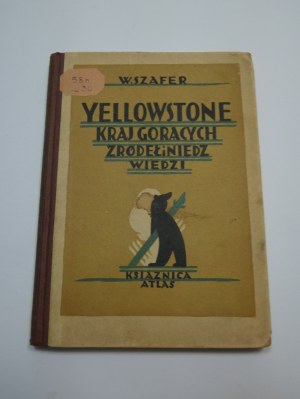 W. SZAFER
YELLOWSTONE
KRAJ GORĄCYCH
ŹRÓDEŁ i NIEDŹ
WIEDZI
KSIĄŻNICA
ATLAS